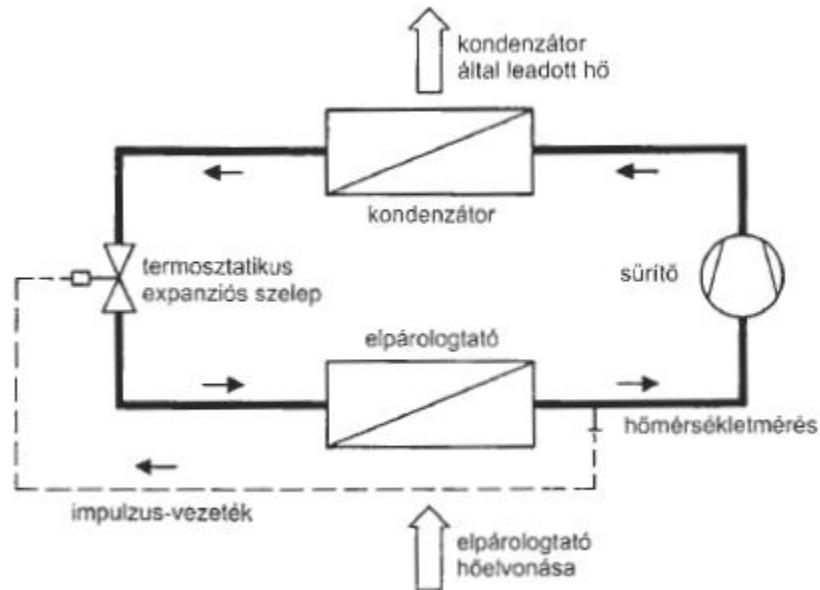 kondenzátor
által leadott hő
kondenzátor
termosztatikus
expanziós szelep
sűrítő
elpárologtató
hőmérsékletmérés
impulzus-vezeték
elpárologtató
hőelvonása